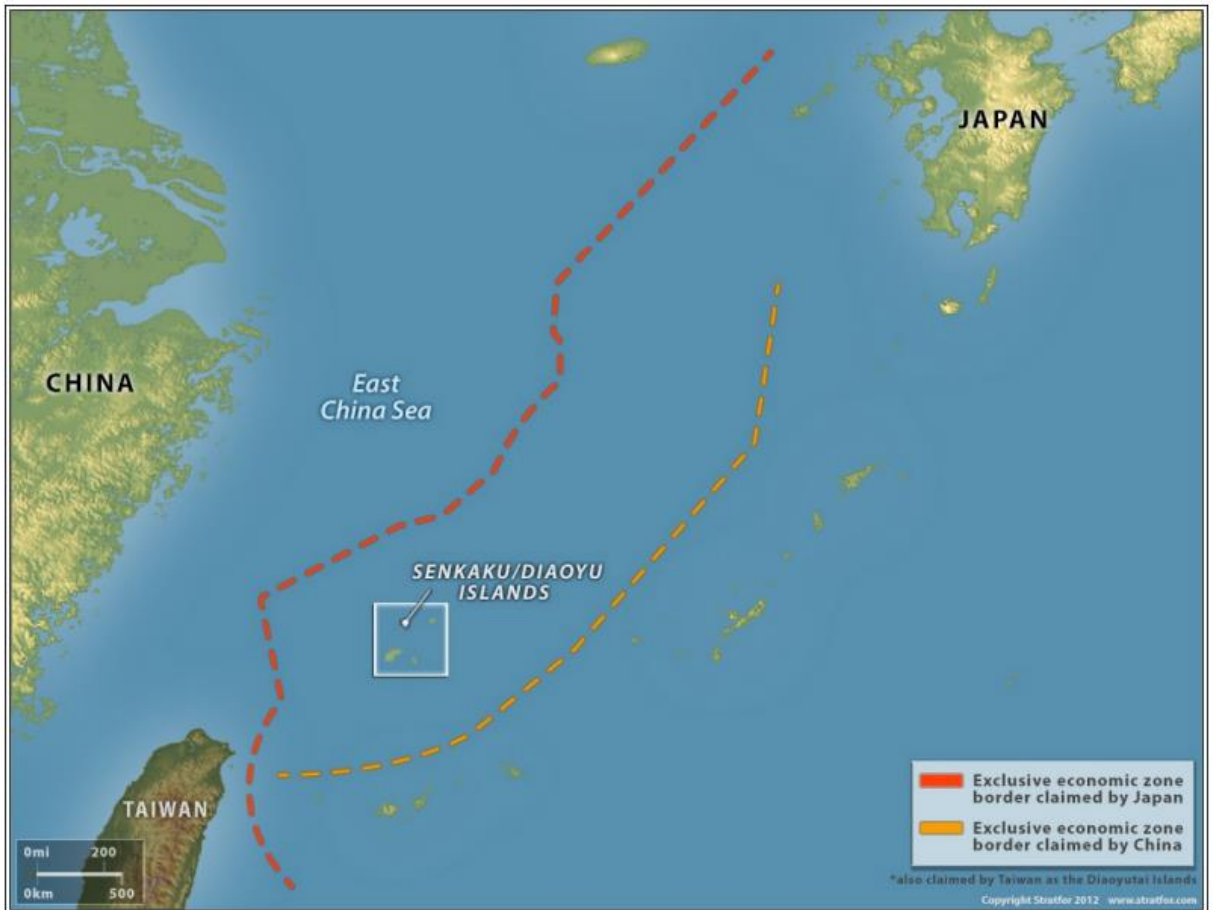 JAPAN
CHINA
East
China Sea
SENKAKU/DIAOYU
ISLANDS
TAIWAN
0mi 200
0km 500
Exclusive economic zone
border claimed by Japan
Exclusive economic zone
border claimed by China
*also claimed by Taiwan as the Diaoyutai Islands
Copyright Stratfor 2012 www.stratfor.com